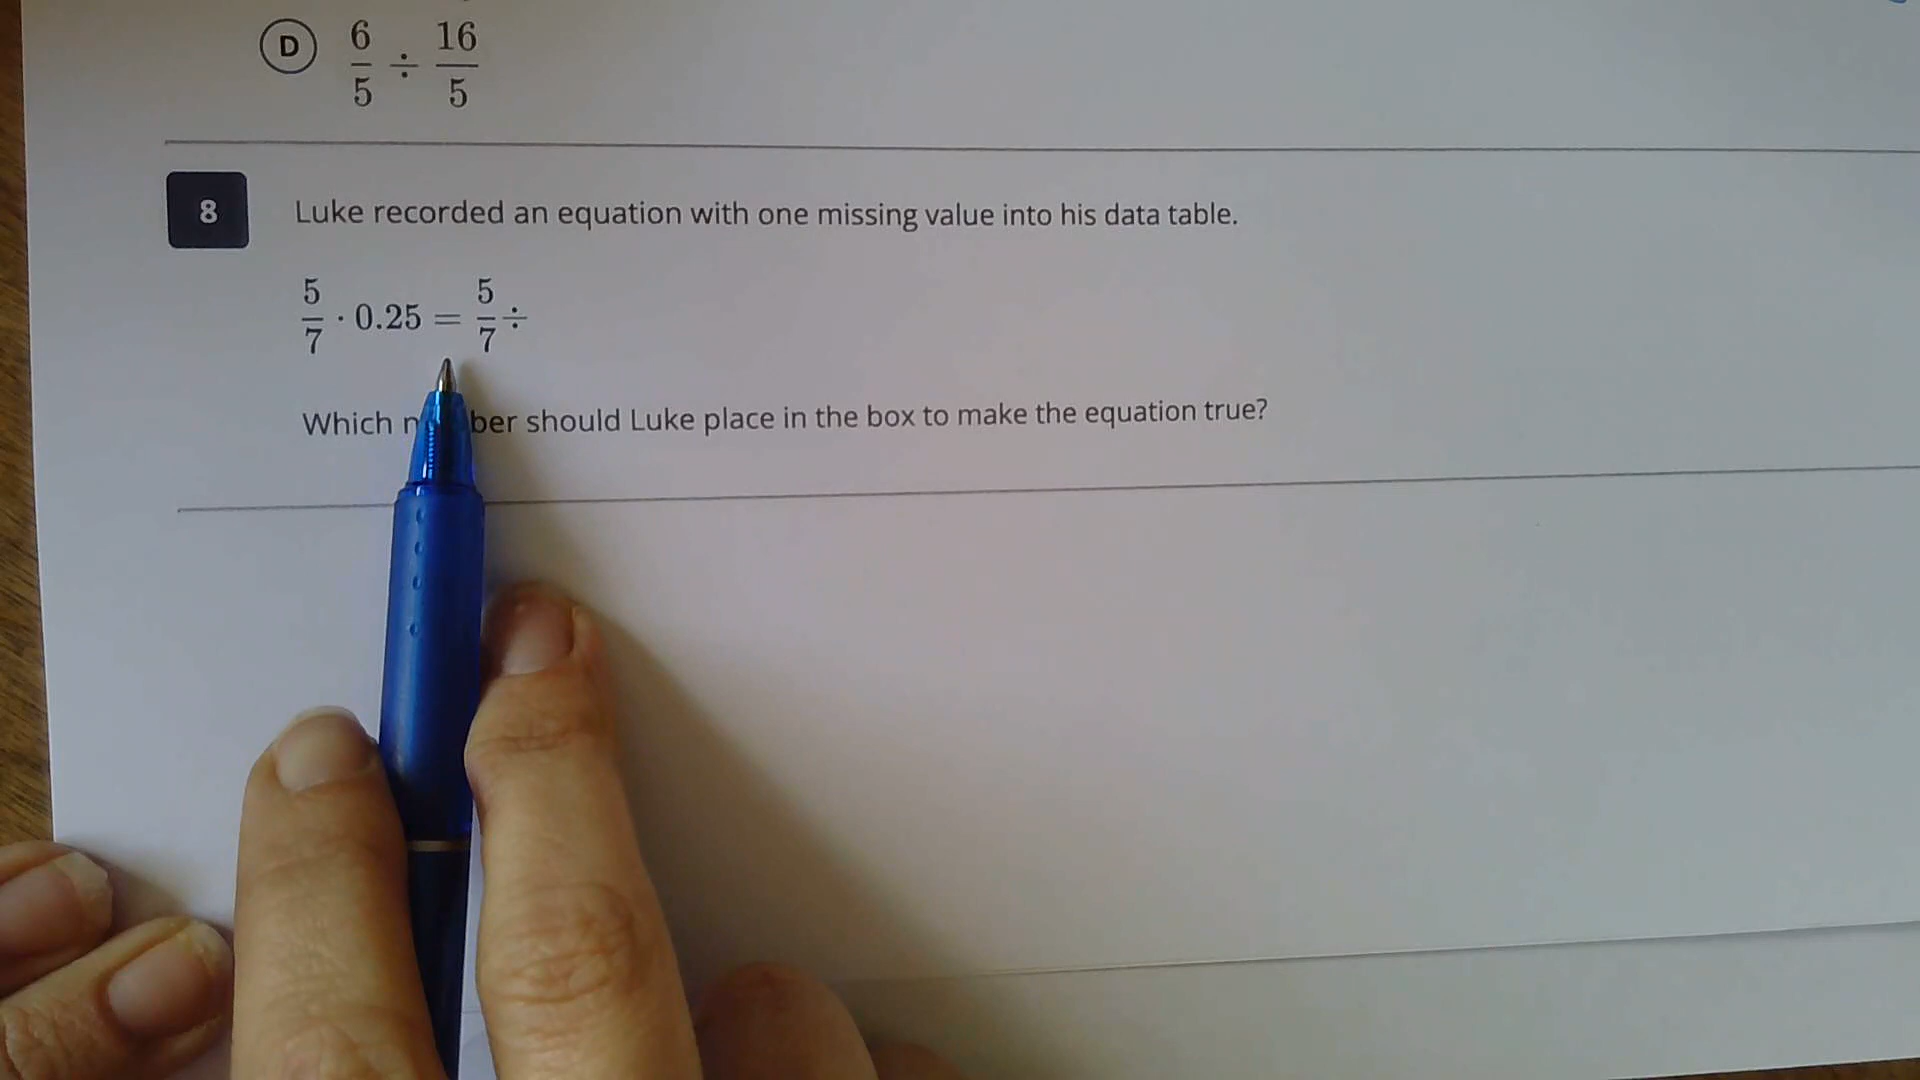 D 6/5 ÷ 16/5
8 Luke recorded an equation with one missing value into his data table.
5/7 · 0.25 = 5/7 ÷
Which should Luke place in the box to make the equation true?